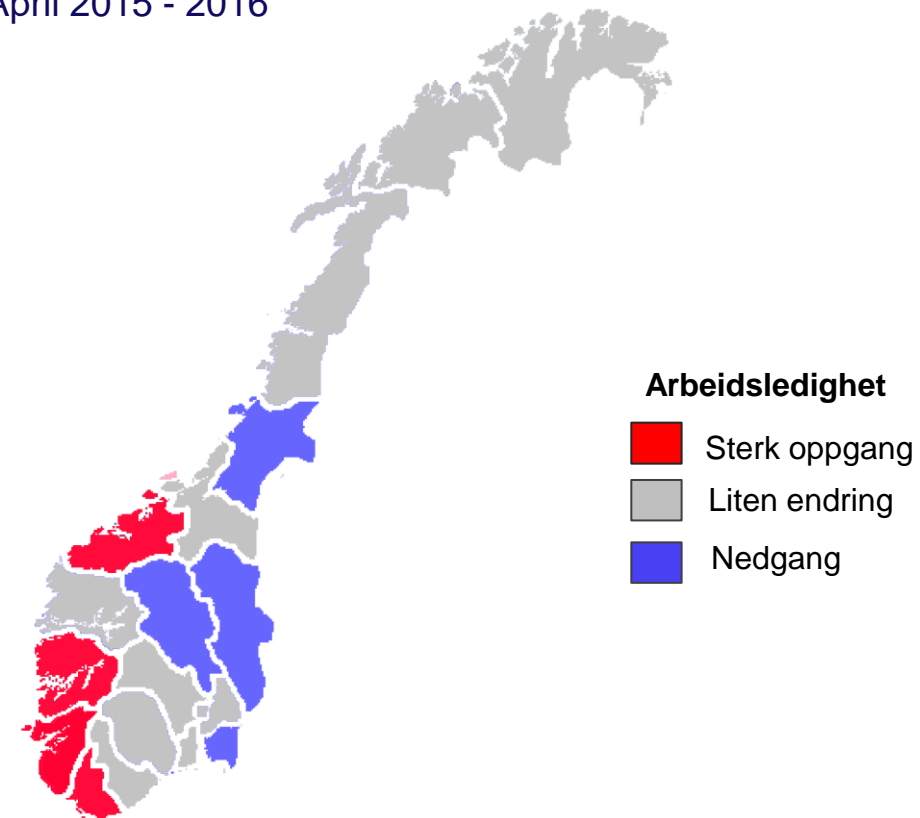 April 2015 - 2016
Arbeidsledighet
Sterk oppgang
Liten endring
Nedgang